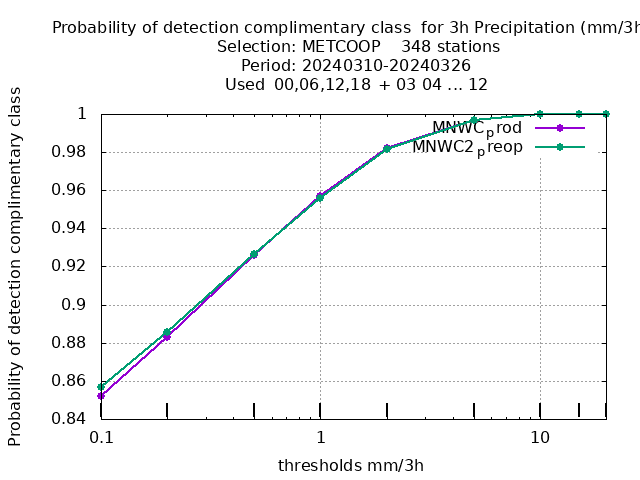 Probability of detection complimentary class for 3h Precipitation (mm/3h
Selection: METCOOP 348 stations
Period: 20240310-20240326
Used 00,06,12,18 + 03 04 ... 12
Probability of detection complimentary class
1
0.98
0.96
0.94
0.92
0.9
0.88
0.86
0.84
MNWC_prod
MNWC2_preop
0.1 1 10
thresholds mm/3h